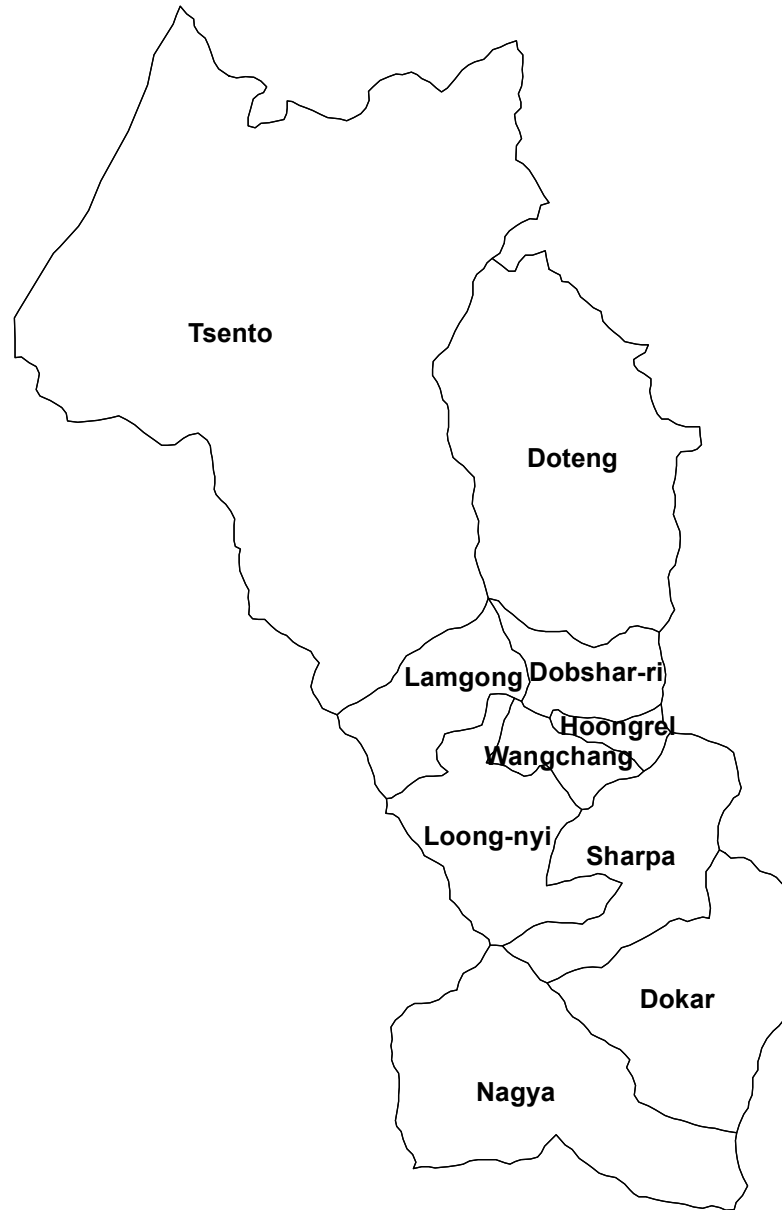 Tsento
Doteng
Lamgong
Dobshar-ri
Hoongrel
Wangchang
Loong-nyi
Sharpa
Dokar
Nagya